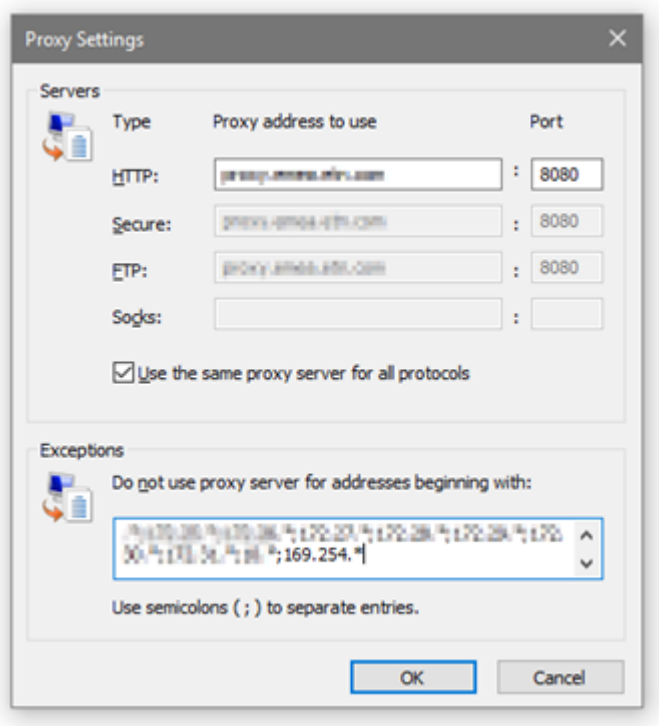 Proxy Settings
Servers
Type Proxy address to use Port
HTTP: : 8080
Secure: : 8080
FTP: : 8080
Socks: :
Use the same proxy server for all protocols
Exceptions
Do not use proxy server for addresses beginning with:
;169.254.*
Use semicolons ( ; ) to separate entries.
OK Cancel